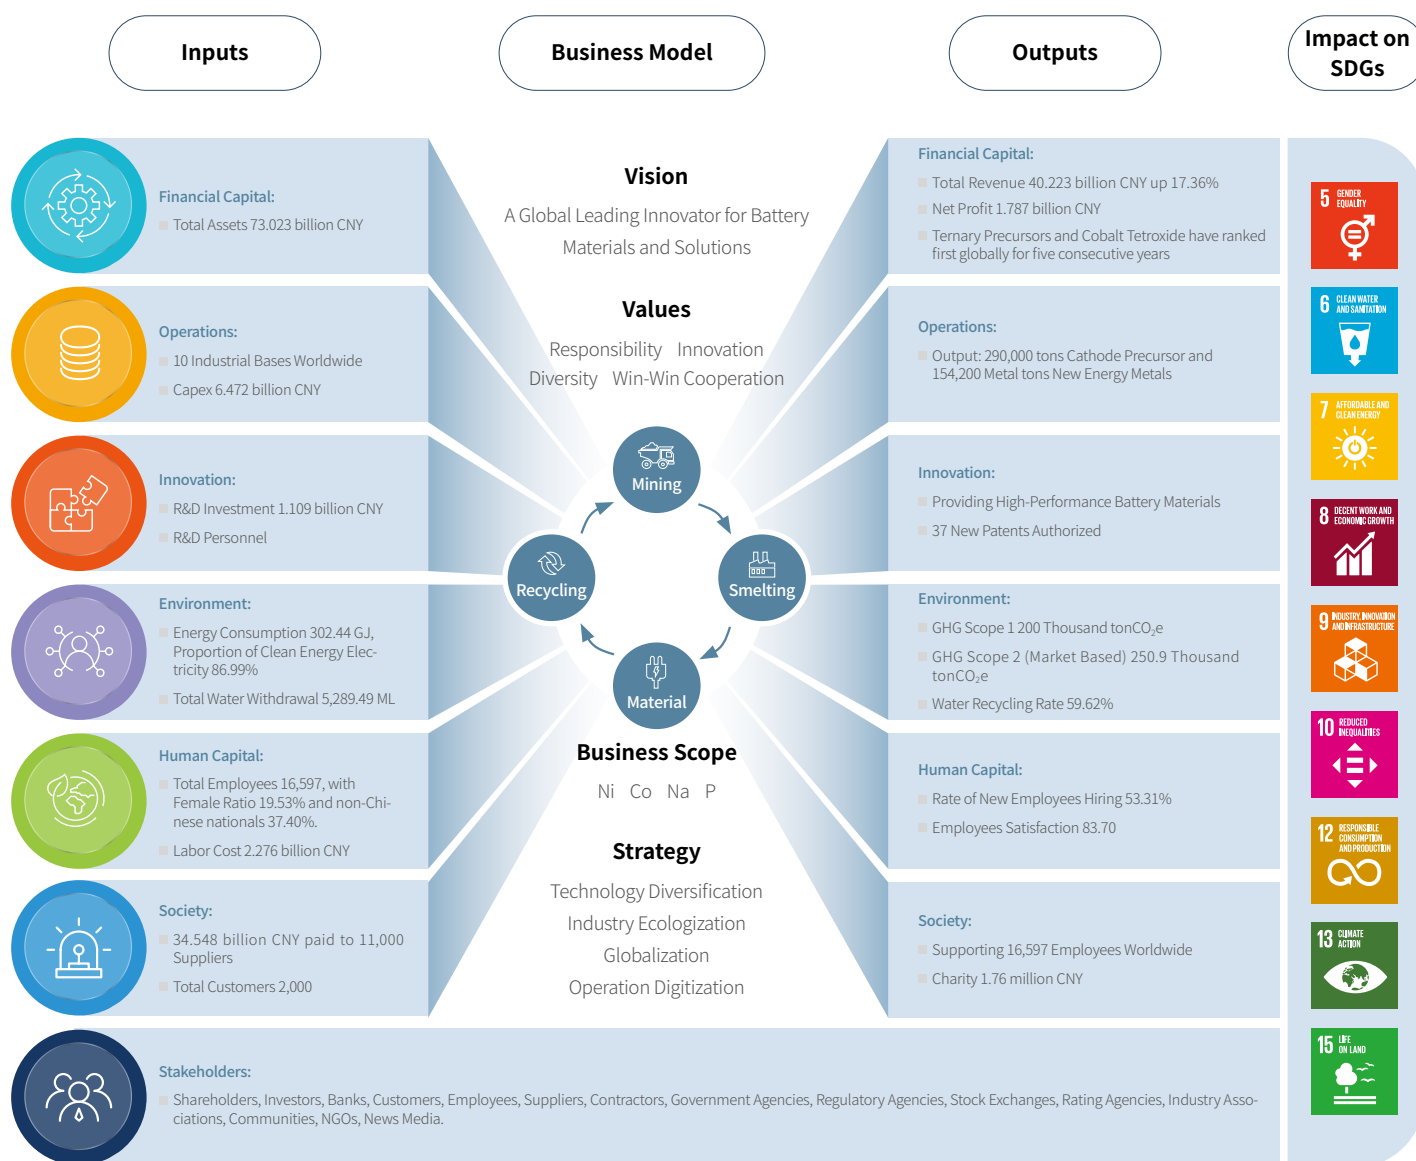 Inputs
Business Model
Outputs
Impact on
SDGs
Financial Capital:
Total Assets 73.023 billion CNY
Operations:
10 Industrial Bases Worldwide
Capex 6.472 billion CNY
Innovation:
R&D Investment 1.109 billion CNY
R&D Personnel
Environment:
Energy Consumption 302.44 GJ,
Proportion of Clean Energy Elec-
tricity 86.99%
Total Water Withdrawal 5,289.49 ML
Human Capital:
Total Employees 16,597, with
Female Ratio 19.53% and non-Chi-
nese nationals 37.40%.
Labor Cost 2.276 billion CNY
Society:
34.548 billion CNY paid to 11,000
Suppliers
Total Customers 2,000
Vision
A Global Leading Innovator for Battery
Materials and Solutions
Values
Responsibility Innovation
Diversity Win-Win Cooperation
Mining
Recycling
Smelting
Material
Business Scope
Ni Co Na P
Strategy
Technology Diversification
Industry Ecologization
Globalization
Operation Digitization
Financial Capital:
Total Revenue 40.223 billion CNY up 17.36%
Net Profit 1.787 billion CNY
Ternary Precursors and Cobalt Tetroxide have ranked
first globally for five consecutive years
Operations:
Output: 290,000 tons Cathode Precursor and
154,200 Metal tons New Energy Metals
Innovation:
Providing High-Performance Battery Materials
37 New Patents Authorized
Environment:
GHG Scope 1 200 Thousand tonCO₂e
GHG Scope 2 (Market Based) 250.9 Thousand
tonCO₂e
Water Recycling Rate 59.62%
Human Capital:
Rate of New Employees Hiring 53.31%
Employees Satisfaction 83.70
Society:
Supporting 16,597 Employees Worldwide
Charity 1.76 million CNY
Stakeholders:
Shareholders, Investors, Banks, Customers, Employees, Suppliers, Contractors, Government Agencies, Regulatory Agencies, Stock Exchanges, Rating Agencies, Industry Asso-
ciations, Communities, NGOs, News Media.
5 GENDER
EQUALITY
6 CLEAN WATER
AND SANITATION
7 AFFORDABLE AND
CLEAN ENERGY
8 DECENT WORK AND
ECONOMIC GROWTH
9 INDUSTRY, INNOVATION
AND INFRASTRUCTURE
10 REDUCED
INEQUALITIES
12 RESPONSIBLE
CONSUMPTION
AND PRODUCTION
13 CLIMATE
ACTION
15 LIFE
ON LAND